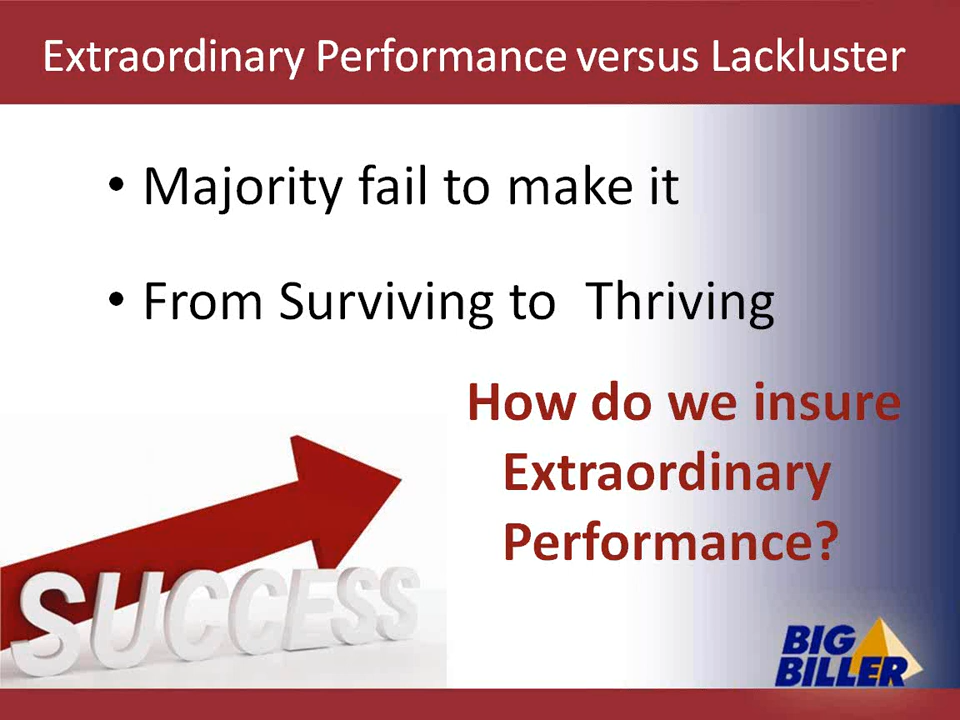 Extraordinary Performance versus Lackluster
• Majority fail to make it
• From Surviving to  Thriving
How do we insure
Extraordinary
Performance?
SUCCESS
BIG
BILLER